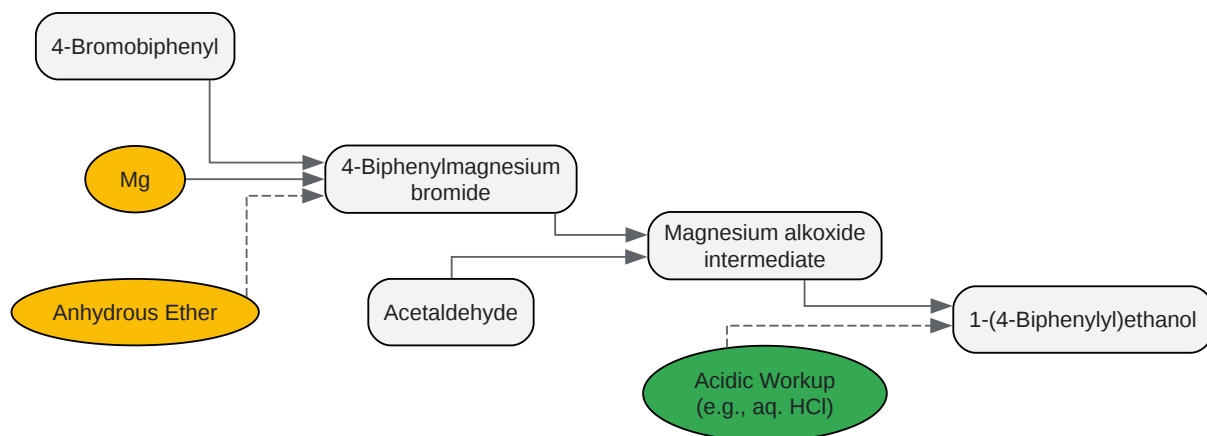 4-Bromobiphenyl
Mg
4-Biphenylmagnesium
bromide
Anhydrous Ether
Acetaldehyde
Magnesium alkoxide
intermediate
1-(4-Biphenylyl)ethanol
Acidic Workup
(e.g., aq. HCl)